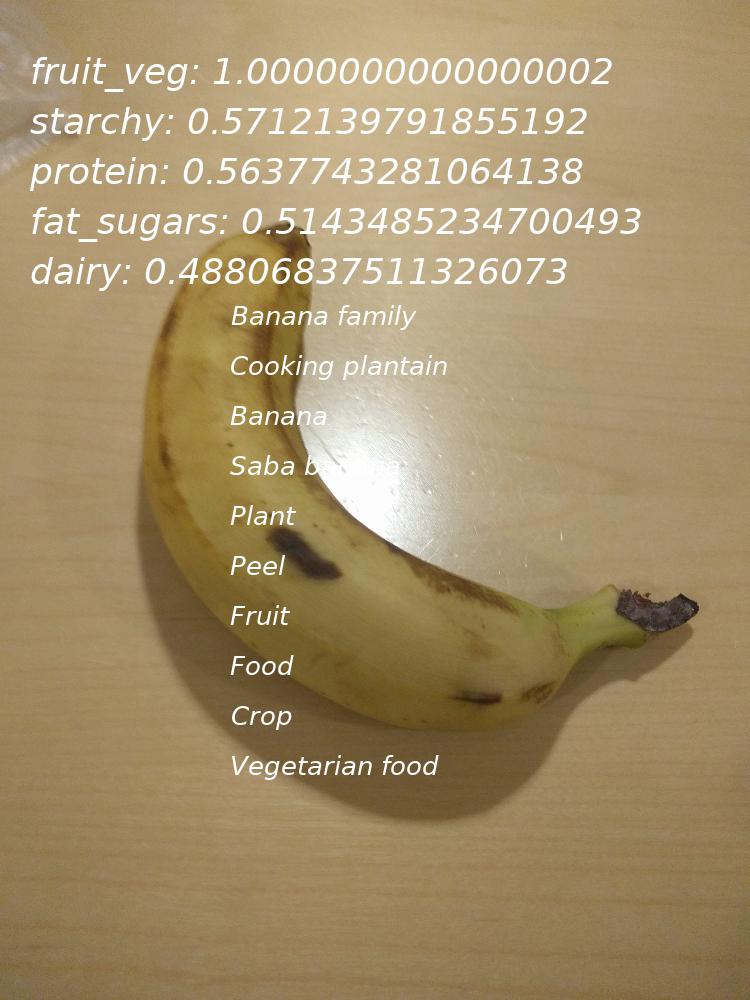 fruit_veg: 1.0000000000000002
starchy: 0.5712139791855192
protein: 0.5637743281064138
fat_sugars: 0.5143485234700493
dairy: 0.48806837511326073
Banana family
Cooking plantain
Banana
Saba banana
Plant
Peel
Fruit
Food
Crop
Vegetarian food